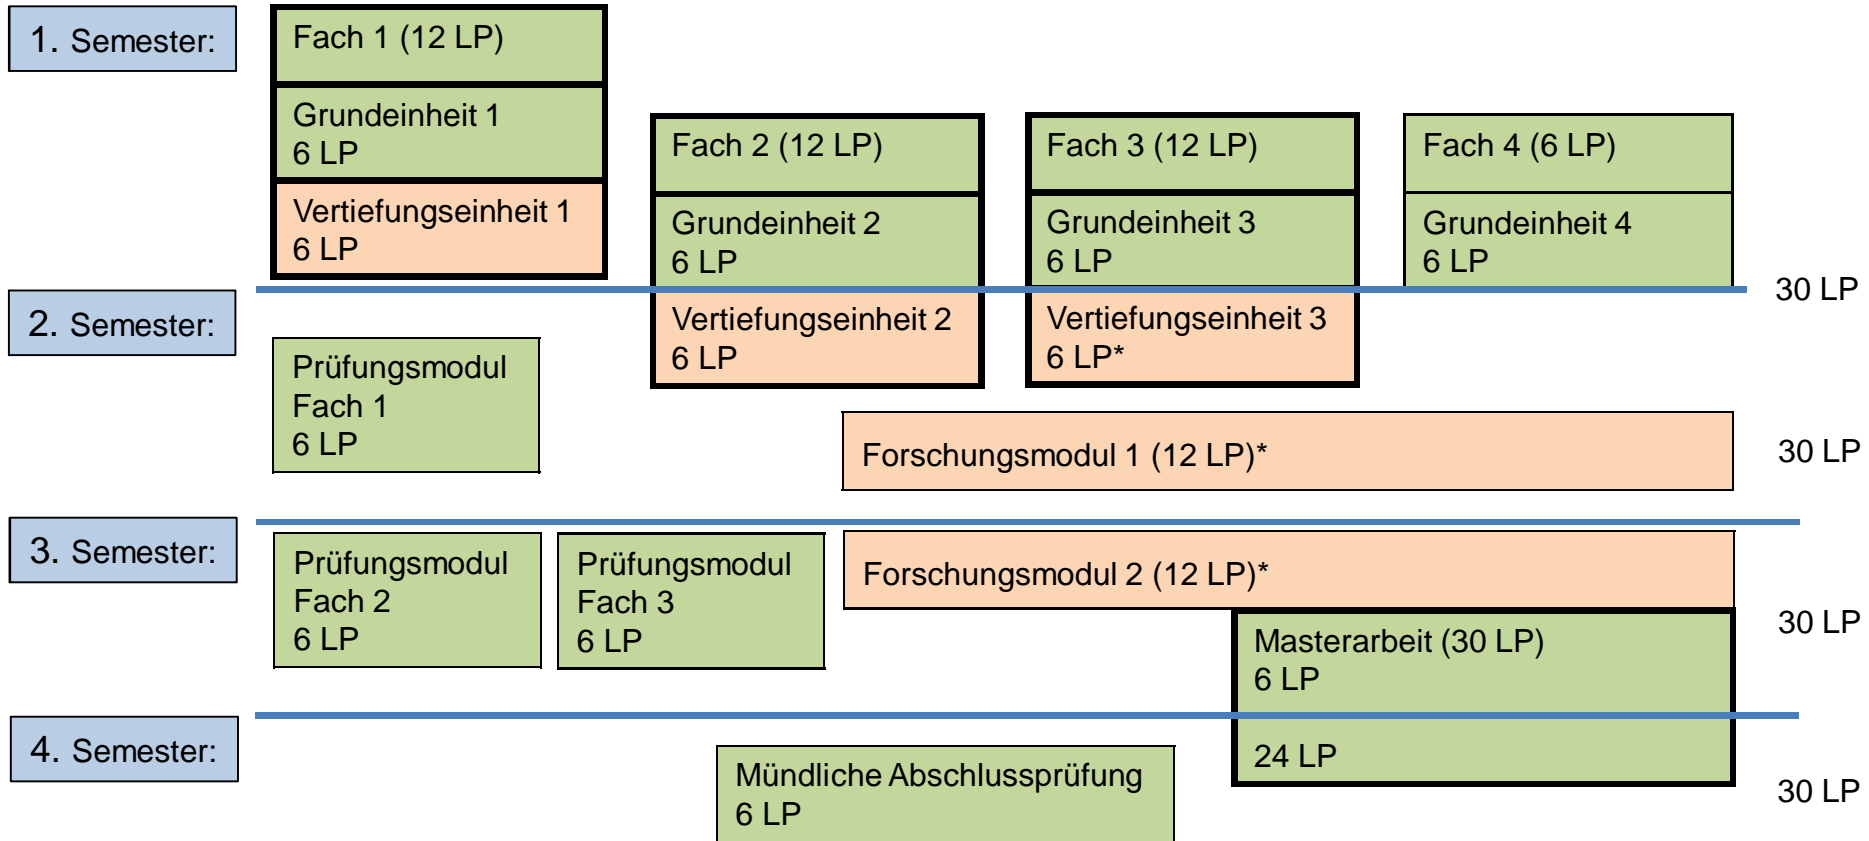 1. Semester:
Fach 1 (12 LP)
Grundeinheit 1
6 LP
Vertiefungseinheit 1
6 LP
Fach 2 (12 LP)
Grundeinheit 2
6 LP
Fach 3 (12 LP)
Grundeinheit 3
6 LP
Fach 4 (6 LP)
Grundeinheit 4
6 LP
30 LP
2. Semester:
Vertiefungseinheit 2
6 LP
Vertiefungseinheit 3
6 LP*
Prüfungsmodul
Fach 1
6 LP
Forschungsmodul 1 (12 LP)*
30 LP
3. Semester:
Prüfungsmodul
Fach 2
6 LP
Prüfungsmodul
Fach 3
6 LP
Forschungsmodul 2 (12 LP)*
Masterarbeit (30 LP)
6 LP
30 LP
4. Semester:
24 LP
Mündliche Abschlussprüfung
6 LP
30 LP